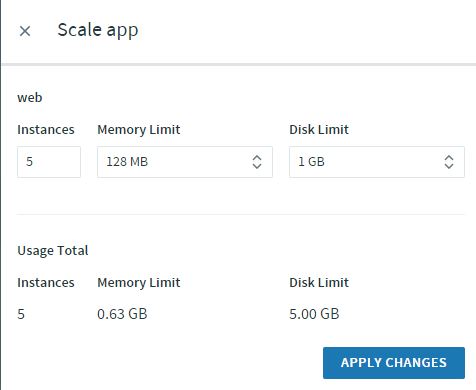 Scale app
web
Instances Memory Limit Disk Limit
5 128 MB 1 GB
Usage Total
Instances Memory Limit Disk Limit
5 0.63 GB 5.00 GB
APPLY CHANGES